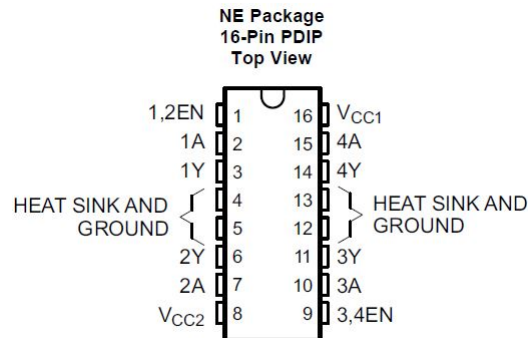 NE Package
16-Pin PDIP
Top View
1,2EN 1 16 VCC1
1A 2 15 4A
1Y 3 14 4Y
HEAT SINK AND
GROUND
4 13
5 12
HEAT SINK AND
GROUND
2Y 6 11 3Y
2A 7 10 3A
VCC2 8 9 3,4EN